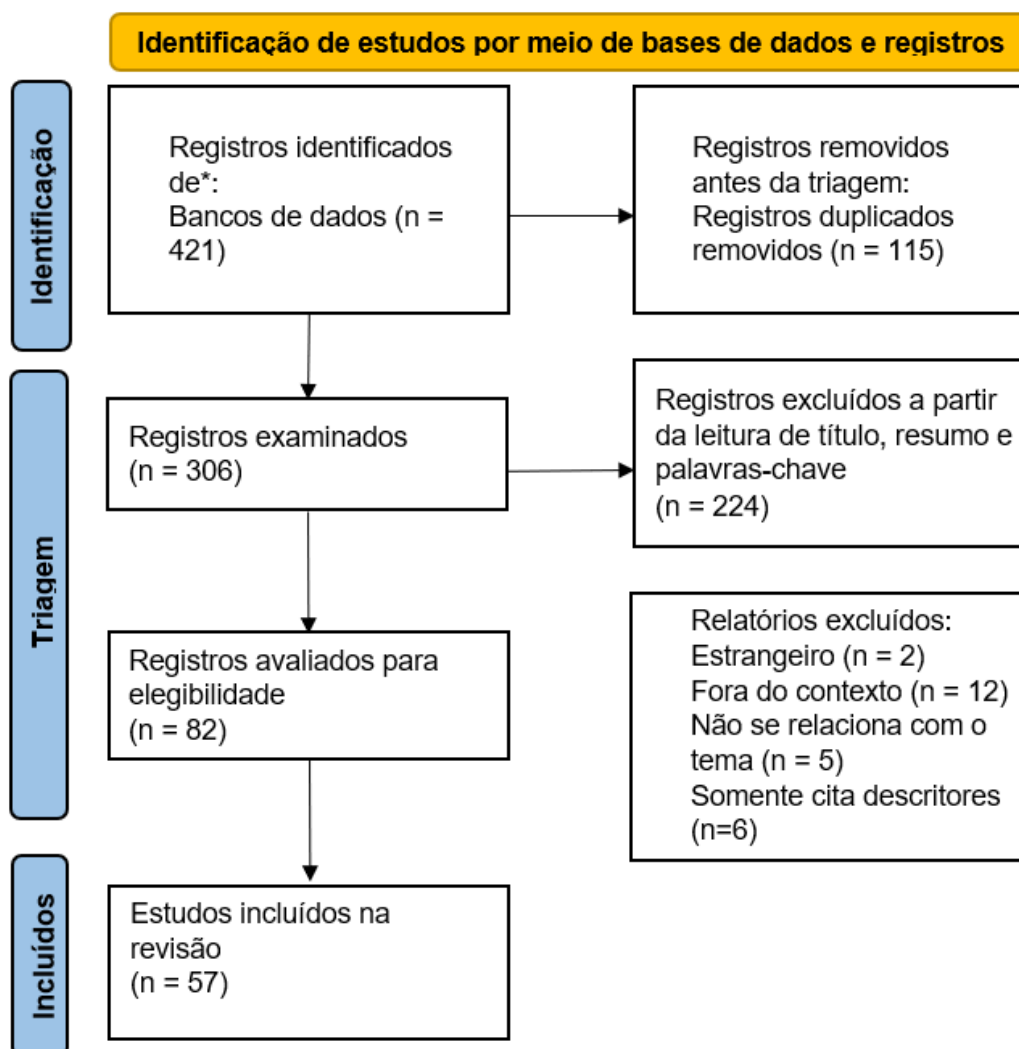 Identificação de estudos por meio de bases de dados e registros
Identificação
Registros identificados
de*:
Bancos de dados (n =
421)
Registros removidos
antes da triagem:
Registros duplicados
removidos (n = 115)
Triagem
Registros examinados
(n = 306)
Registros excluídos a partir
da leitura de título, resumo e
palavras-chave
(n = 224)
Registros avaliados para
elegibilidade
(n = 82)
Relatórios excluídos:
Estrangeiro (n = 2)
Fora do contexto (n = 12)
Não se relaciona com o
tema (n = 5)
Somente cita descritores
(n=6)
Incluídos
Estudos incluídos na
revisão
(n = 57)